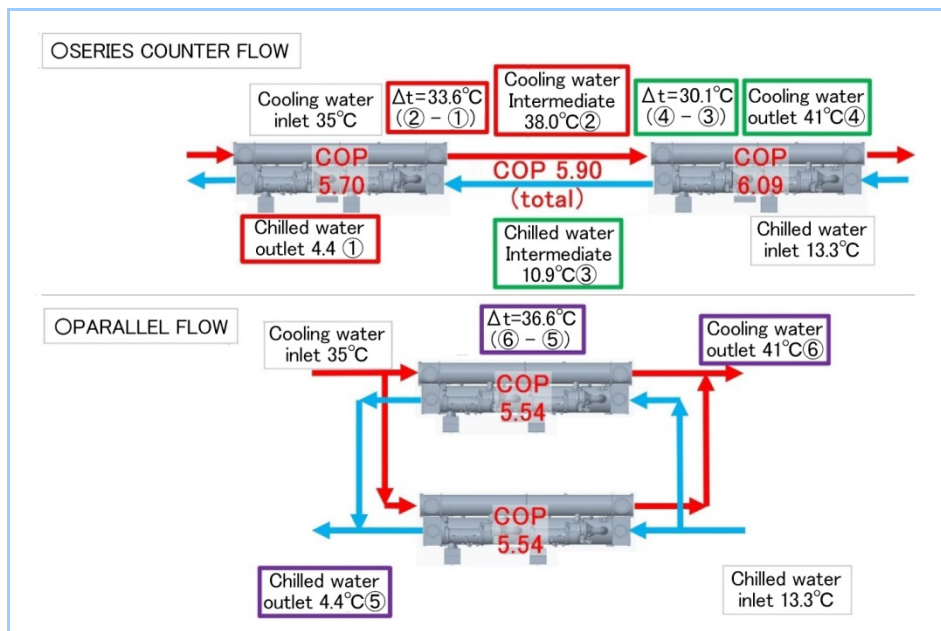 ○SERIES COUNTER FLOW
Cooling water
inlet 35℃
Δt=33.6℃
(② − ①)
Cooling water
Intermediate
38.0℃②
Δt=30.1℃
(④ − ③)
Cooling water
outlet 41℃④
COP
5.70
COP 5.90
(total)
COP
6.09
Chilled water
outlet 4.4 ①
Chilled water
Intermediate
10.9℃③
Chilled water
inlet 13.3℃
○PARALLEL FLOW
Cooling water
inlet 35℃
Δt=36.6℃
(⑥ − ⑤)
Cooling water
outlet 41℃⑥
COP
5.54
COP
5.54
Chilled water
outlet 4.4℃⑤
Chilled water
inlet 13.3℃